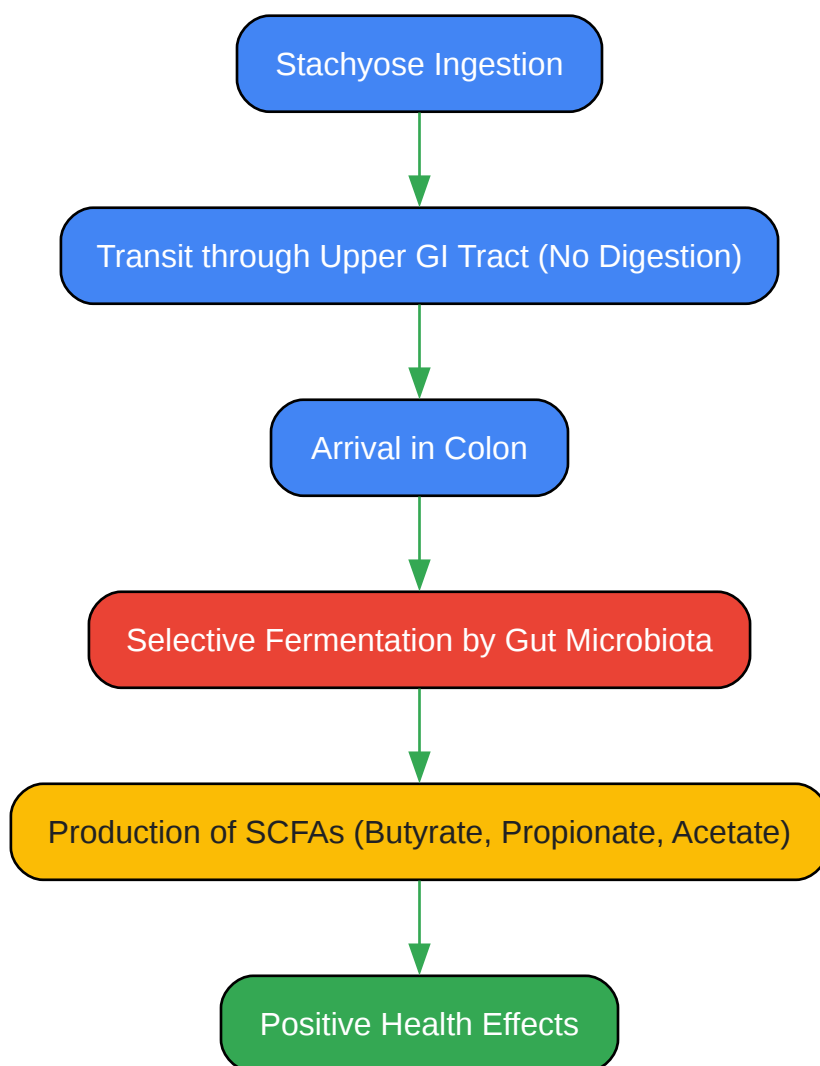 Stachyose Ingestion
Transit through Upper GI Tract (No Digestion)
Arrival in Colon
Selective Fermentation by Gut Microbiota
Production of SCFAs (Butyrate, Propionate, Acetate)
Positive Health Effects